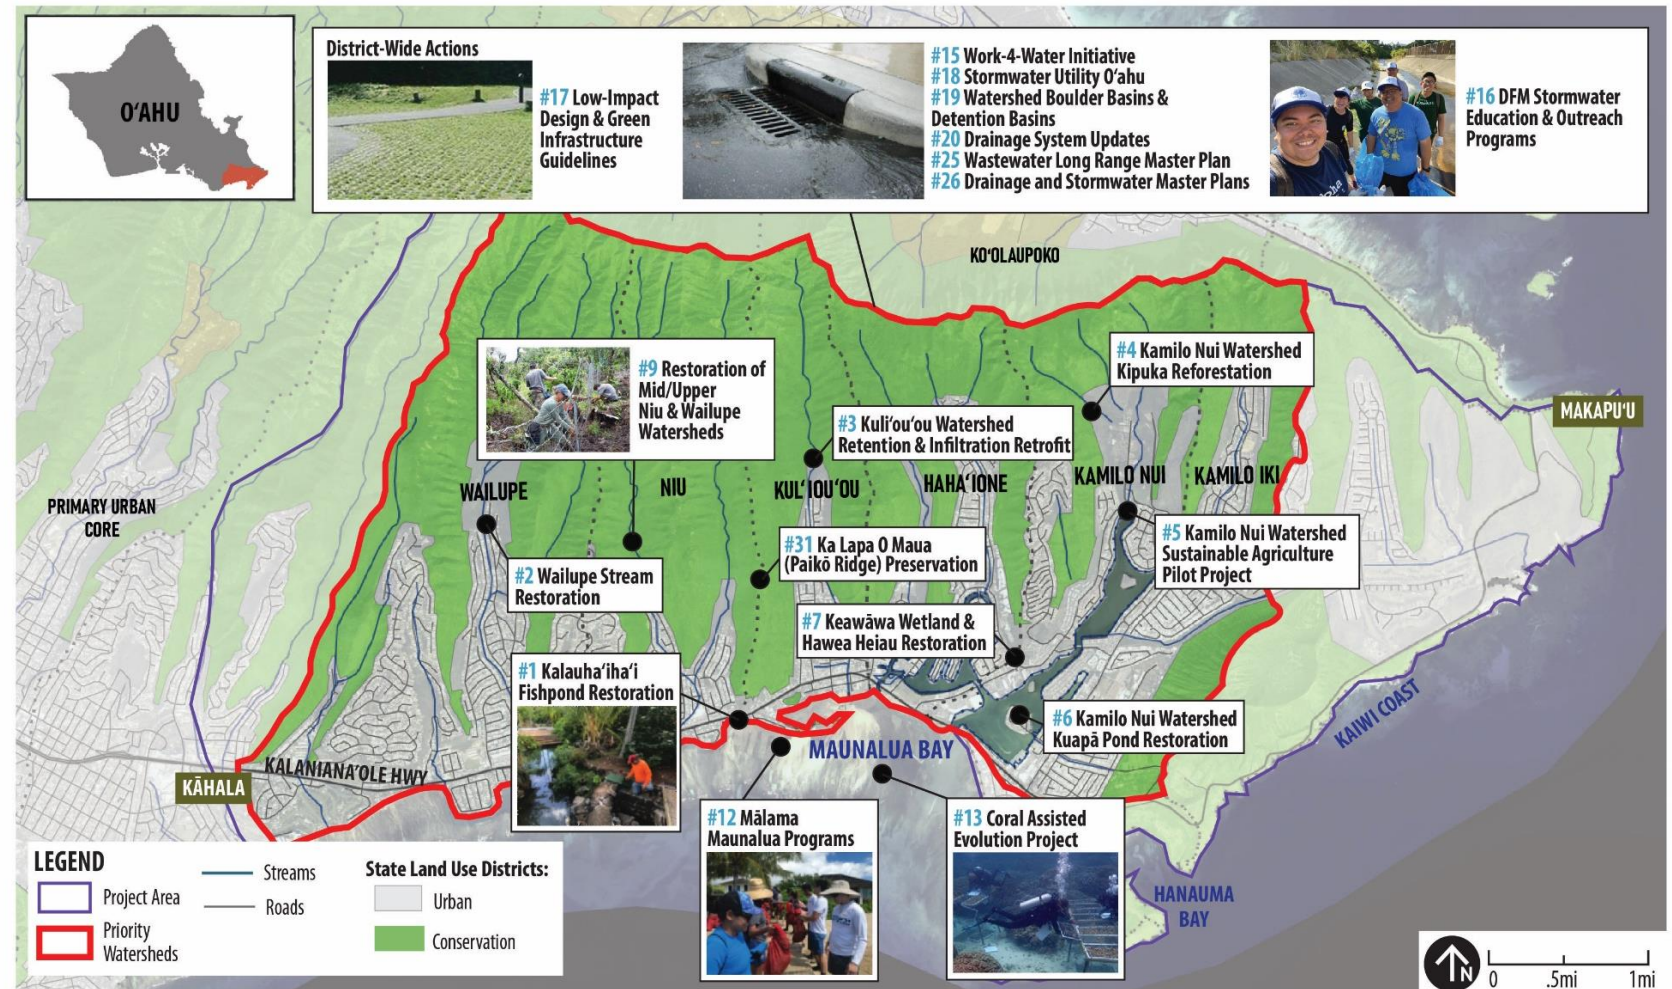 O‘AHU
District-Wide Actions
#17 Low-Impact
Design & Green
Infrastructure
Guidelines
#15 Work-4-Water Initiative
#18 Stormwater Utility O‘ahu
#19 Watershed Boulder Basins &
Detention Basins
#20 Drainage System Updates
#25 Wastewater Long Range Master Plan
#26 Drainage and Stormwater Master Plans
#16 DFM Stormwater
Education & Outreach
Programs
KO‘OLAUPOKO
#4 Kamilo Nui Watershed
Kipuka Reforestation
#9 Restoration of
Mid/Upper
Niu & Wailupe
Watersheds
MAKAPU‘U
#3 Kuli‘ou‘ou Watershed
Retention & Infiltration Retrofit
PRIMARY URBAN
CORE
WAILUPE
NIU
KUL‘IOU‘OU
HAHA‘IONE
KAMILO NUI
KAMILO IKI
#31 Ka Lapa O Maua
(Paikō Ridge) Preservation
#5 Kamilo Nui Watershed
Sustainable Agriculture
Pilot Project
#2 Wailupe Stream
Restoration
#7 Keawāwa Wetland &
Hawea Heiau Restoration
#1 Kalauha‘iha‘i
Fishpond Restoration
#6 Kamilo Nui Watershed
Kuapā Pond Restoration
KAIWI COAST
MAUNALUA BAY
KALANIANA‘OLE HWY
KĀHALA
#12 Mālama
Maunalua Programs
#13 Coral Assisted
Evolution Project
HANAUMA
BAY
LEGEND
Project Area
Priority
Watersheds
Streams
Roads
State Land Use Districts:
Urban
Conservation
N
0 .5mi 1mi